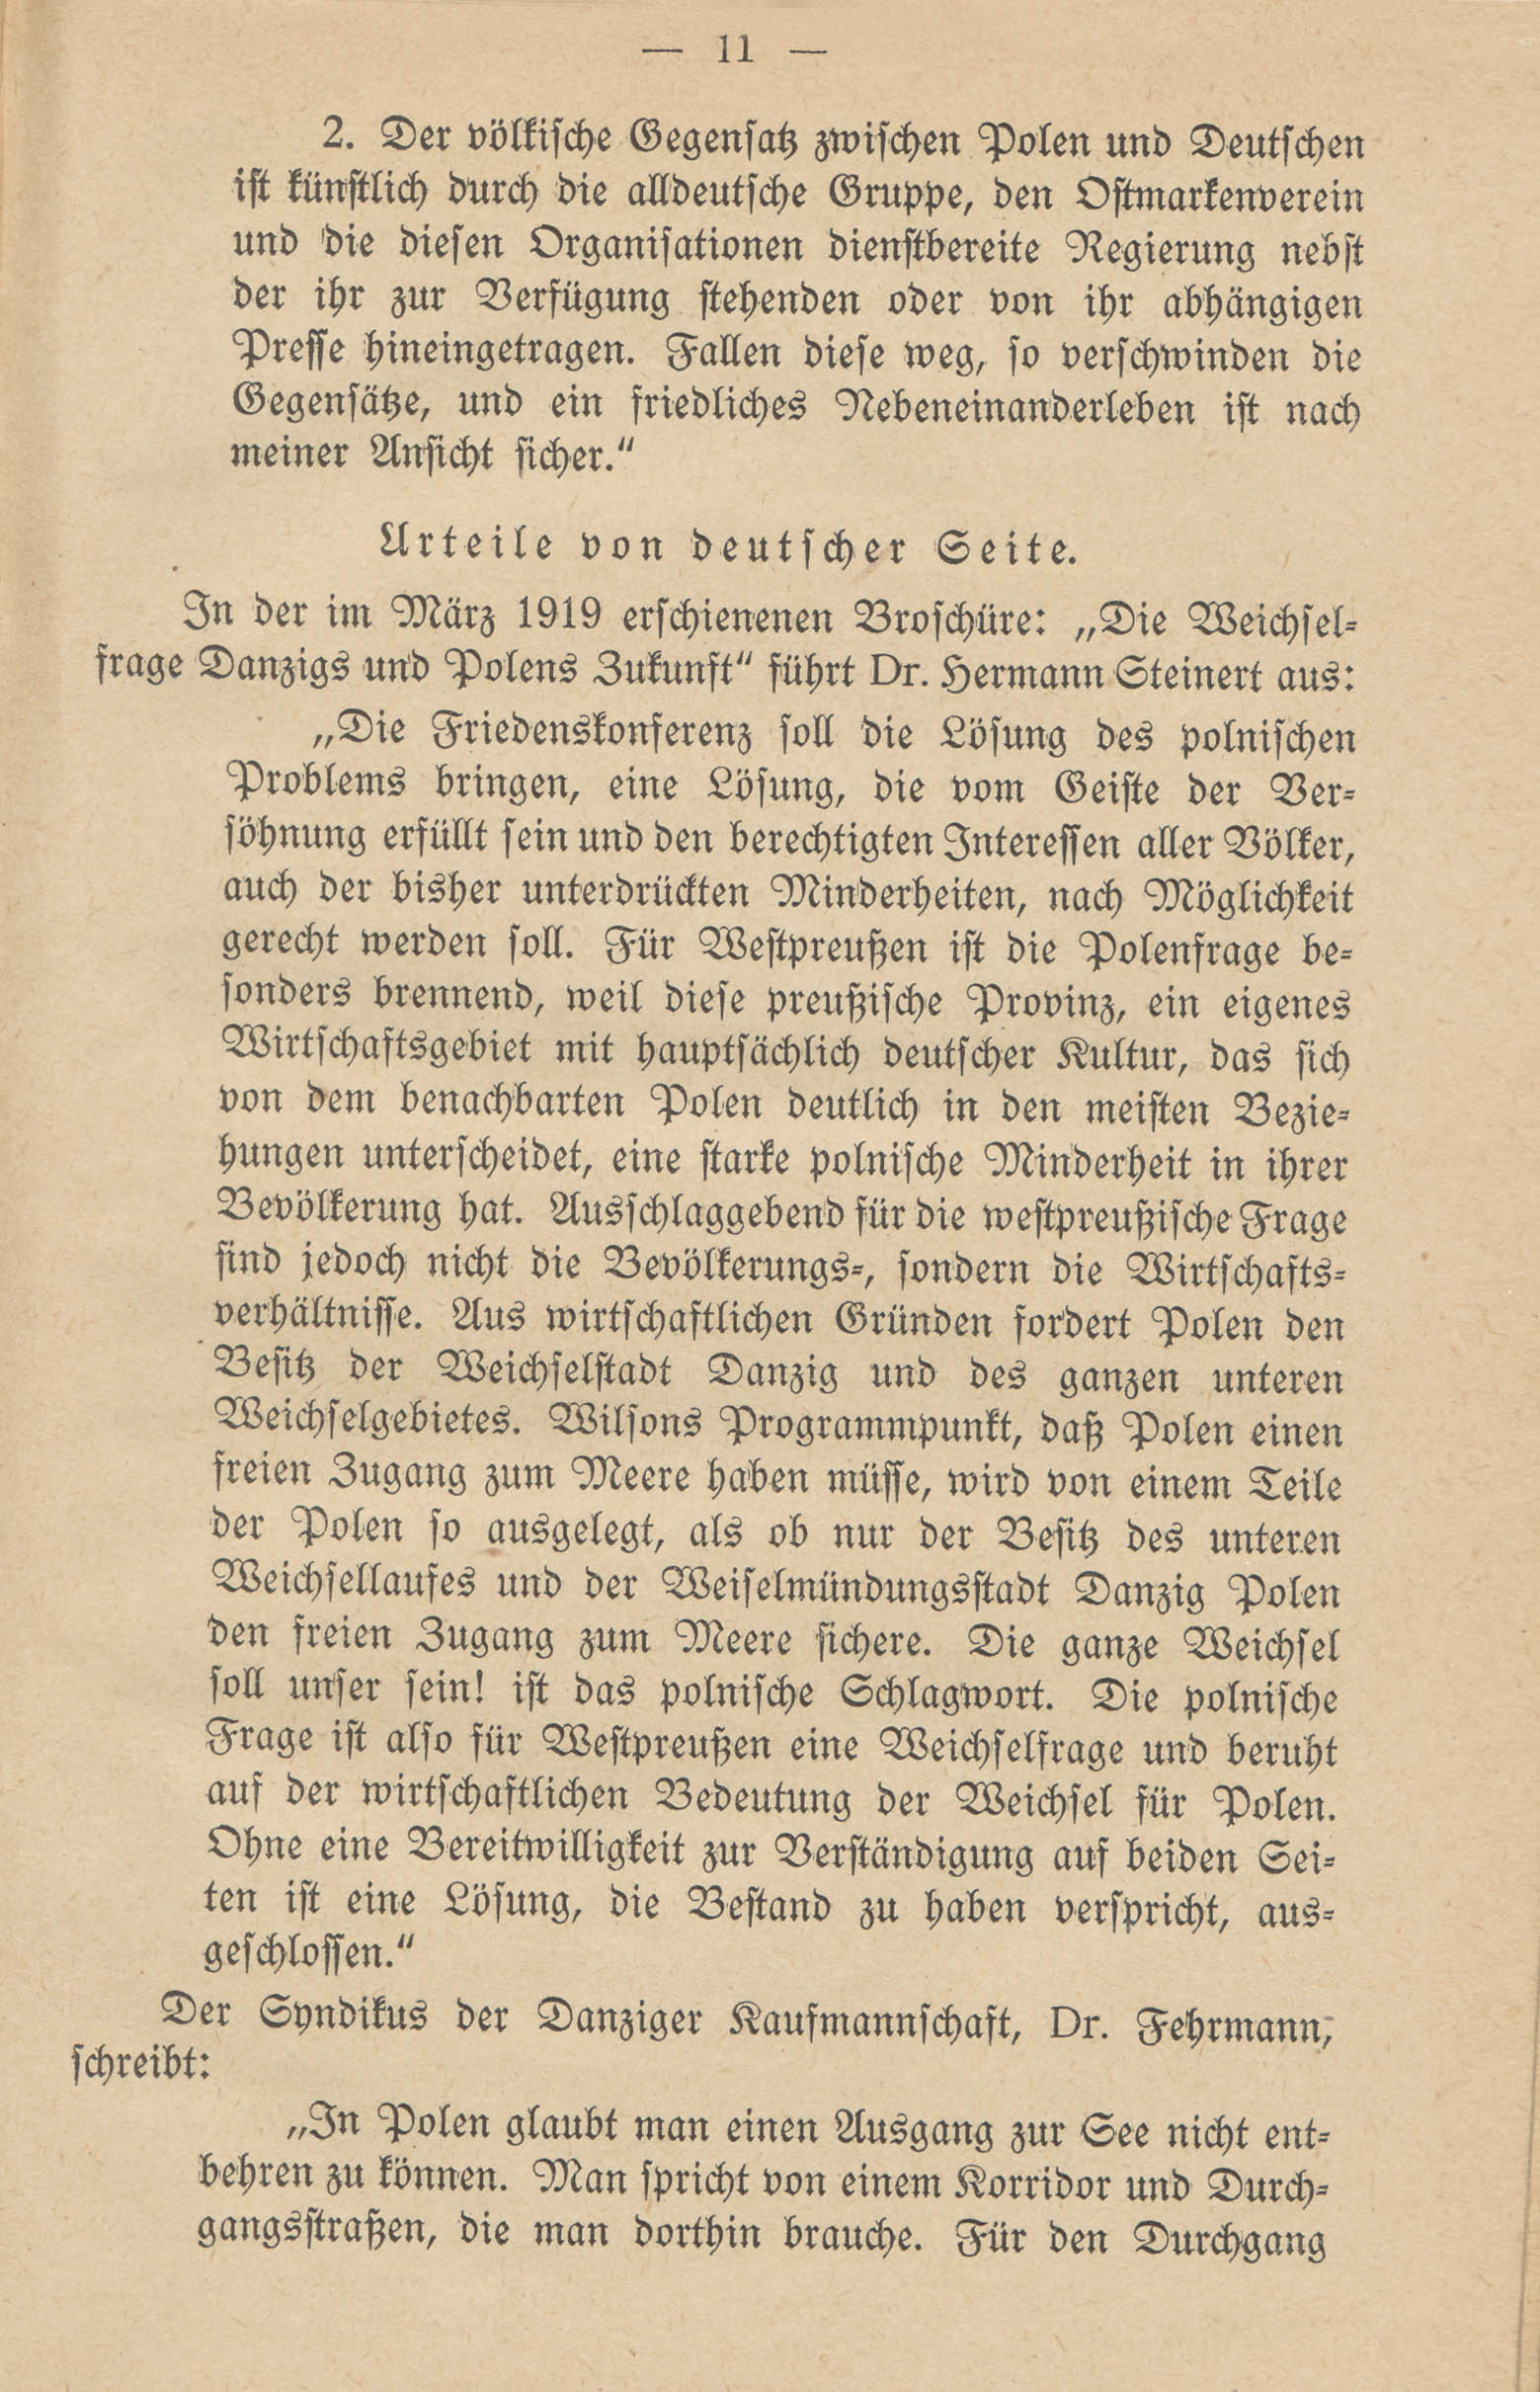 — 11 —
2. Der völkische Gegensatz zwischen Polen und Deutschen
ist künstlich durch die alldeutsche Gruppe, den Ostmarkenverein
und die diesen Organisationen dienstbereite Regierung nebst
der ihr zur Verfügung stehenden oder von ihr abhängigen
Presse hineingetragen. Fallen diese weg, so verschwinden die
Gegensätze, und ein friedliches Nebeneinanderleben ist nach
meiner Ansicht sicher.“
Urteile von deutscher Seite.
In der im März 1919 erschienenen Broschüre: „Die Weichsel-
frage Danzigs und Polens Zukunft“ führt Dr. Hermann Steinert aus:
„Die Friedenskonferenz soll die Lösung des polnischen
Problems bringen, eine Lösung, die vom Geiste der Ver-
söhnung erfüllt sein und den berechtigten Interessen aller Völker,
auch der bisher unterdrückten Minderheiten, nach Möglichkeit
gerecht werden soll. Für Westpreußen ist die Polenfrage be-
sonders brennend, weil diese preußische Provinz, ein eigenes
Wirtschaftsgebiet mit hauptsächlich deutscher Kultur, das sich
von dem benachbarten Polen deutlich in den meisten Bezie-
hungen unterscheidet, eine starke polnische Minderheit in ihrer
Bevölkerung hat. Ausschlaggebend für die westpreußische Frage
sind jedoch nicht die Bevölkerungs-, sondern die Wirtschafts-
verhältnisse. Aus wirtschaftlichen Gründen fordert Polen den
Besitz der Weichselstadt Danzig und des ganzen unteren
Weichselgebietes. Wilsons Programmpunkt, daß Polen einen
freien Zugang zum Meere haben müsse, wird von einem Teile
der Polen so ausgelegt, als ob nur der Besitz des unteren
Weichsellaufes und der Weiselmündungsstadt Danzig Polen
den freien Zugang zum Meere sichere. Die ganze Weichsel
soll unser sein! ist das polnische Schlagwort. Die polnische
Frage ist also für Westpreußen eine Weichselfrage und beruht
auf der wirtschaftlichen Bedeutung der Weichsel für Polen.
Ohne eine Bereitwilligkeit zur Verständigung auf beiden Sei-
ten ist eine Lösung, die Bestand zu haben verspricht, aus-
geschlossen.“
Der Syndikus der Danziger Kaufmannschaft, Dr. Fehrmann,
schreibt:
„In Polen glaubt man einen Ausgang zur See nicht ent-
behren zu können. Man spricht von einem Korridor und Durch-
gangsstraßen, die man dorthin brauche. Für den Durchgang